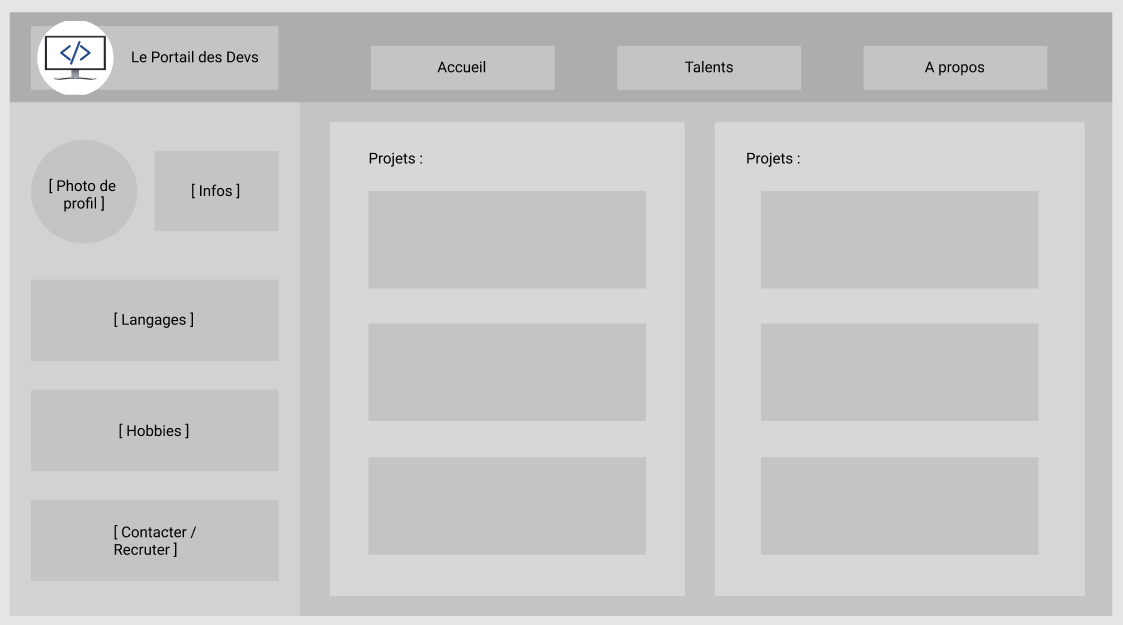 Le Portail des Devs
</>
Accueil
Talents
A propos
[ Photo de
profil ]
[ Infos ]
[ Langages ]
[ Hobbies ]
[ Contacter /
Recruter ]
Projets :
Projets :